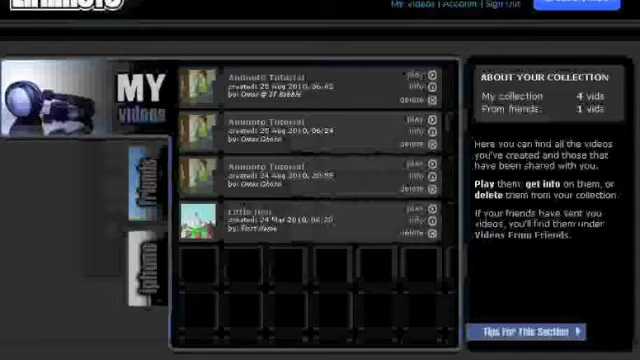 My Videos | Account | Sign Out
MY
videos
friends
iphone
Animoto Tutorial
created: 25 Aug 2010, 06:41
play
info
delete
Animoto Tutorial
created: 25 Aug 2010, 06:24
play
info
delete
Animoto Tutorial
created: 24 Aug 2010, 20:59
play
info
delete
created: 24 Mar 2010, 06:20
by:
play
info
delete
ABOUT YOUR COLLECTION
My collection 4 vids
From friends: 1 vids
Here you can find all the videos
you've created and those that
have been shared with you.
Play them, get info on them, or
delete them from your collection.
If your friends have sent you
videos, you'll find them under
Videos From Friends.
Tips For This Section